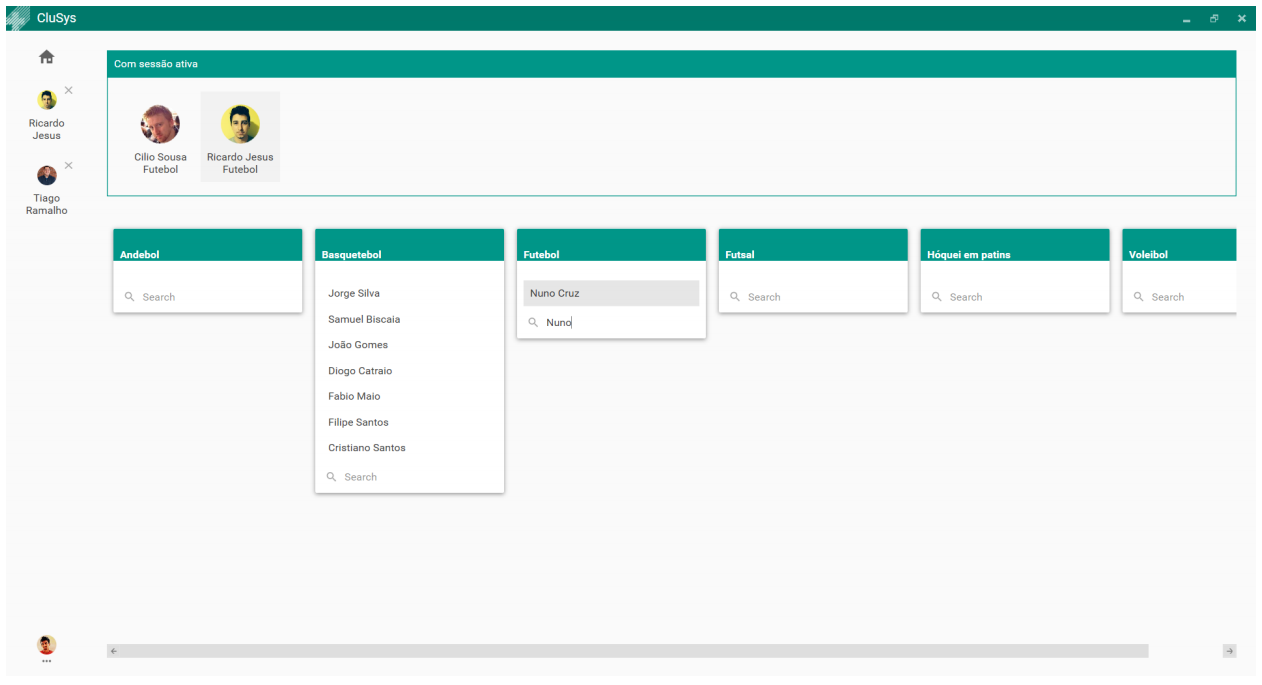 CluSys
Ricardo
Jesus
Tiago
Ramalho
Com sessão ativa
Cilio Sousa
Futebol
Ricardo Jesus
Futebol
Andebol
Search
Basquetebol
Jorge Silva
Samuel Biscaia
João Gomes
Diogo Catraio
Fabio Maio
Filipe Santos
Cristiano Santos
Search
Futebol
Nuno Cruz
Nuno
Futsal
Search
Hóquei em patins
Search
Voleibol
Search